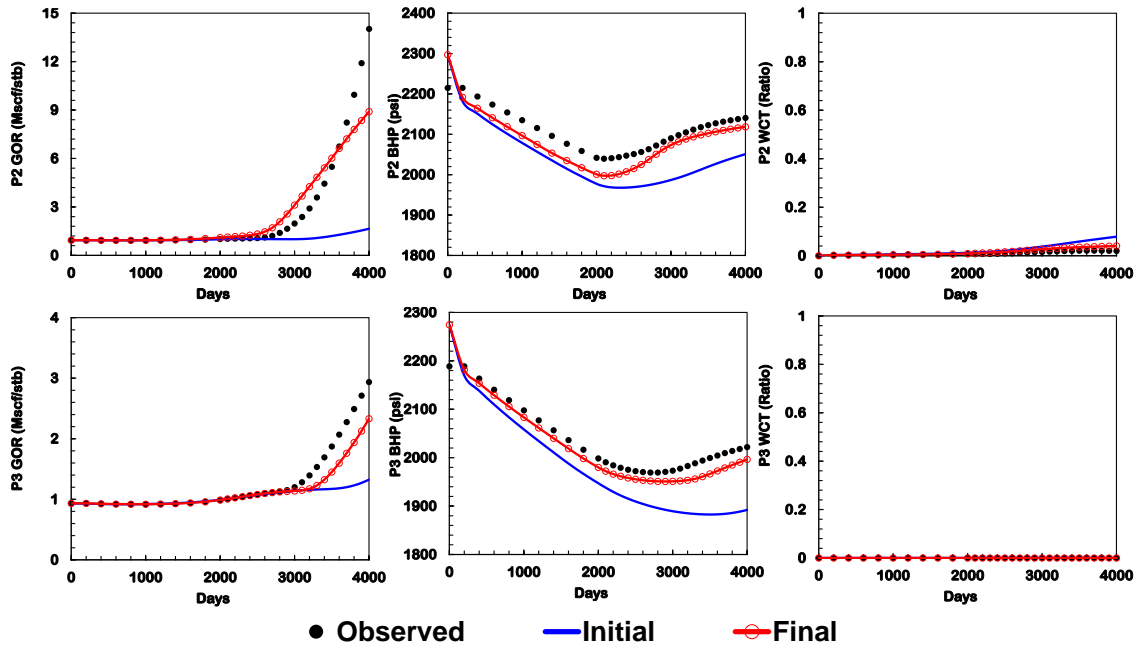 P2 GOR (Mscf/stb)
15
12
9
6
3
0
0 1000 2000 3000 4000
Days
P2 BHP (psi)
2400
2300
2200
2100
2000
1900
1800
0 1000 2000 3000 4000
Days
P2 WCT (Ratio)
1
0.8
0.6
0.4
0.2
0
0 1000 2000 3000 4000
Days
P3 GOR (Mscf/stb)
4
3
2
1
0
0 1000 2000 3000 4000
Days
P3 BHP (psi)
2300
2200
2100
2000
1900
1800
0 1000 2000 3000 4000
Days
P3 WCT (Ratio)
1
0.8
0.6
0.4
0.2
0
0 1000 2000 3000 4000
Days
Observed Initial Final